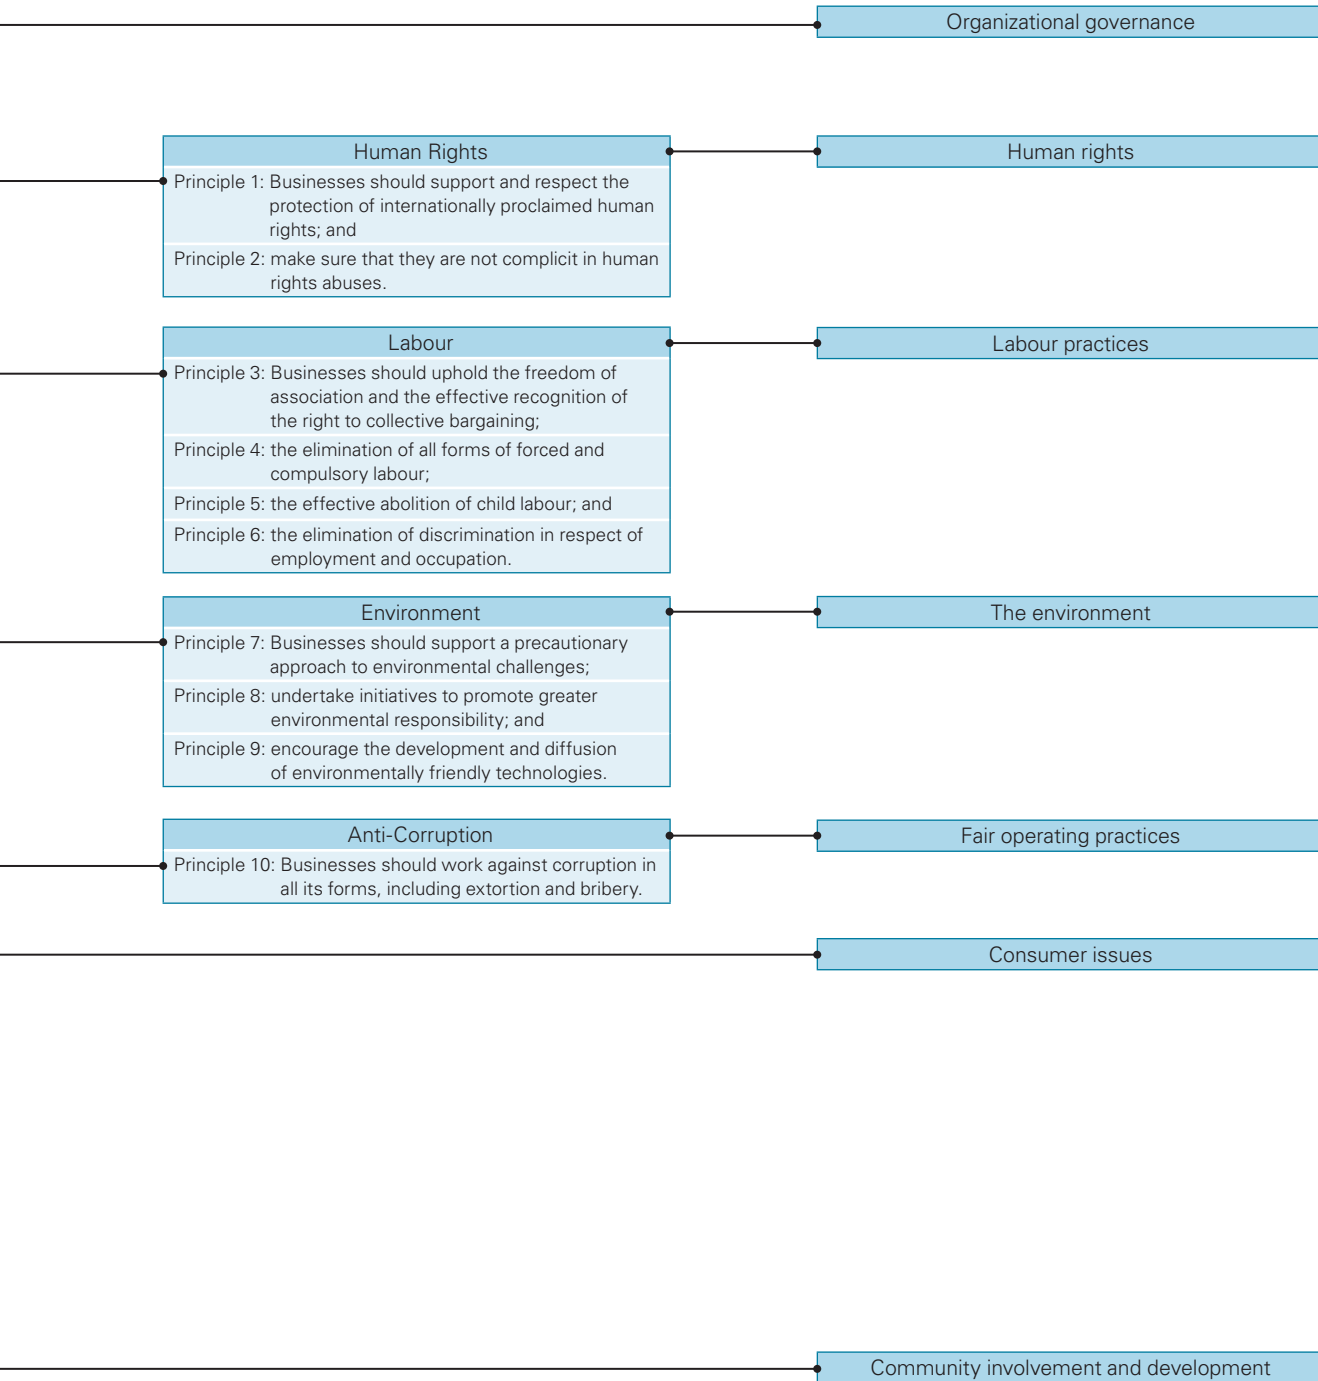 Organizational governance
Human Rights
Human rights
Principle 1: Businesses should support and respect the
protection of internationally proclaimed human
rights; and
Principle 2: make sure that they are not complicit in human
rights abuses.
Labour
Labour practices
Principle 3: Businesses should uphold the freedom of
association and the effective recognition of
the right to collective bargaining;
Principle 4: the elimination of all forms of forced and
compulsory labour;
Principle 5: the effective abolition of child labour; and
Principle 6: the elimination of discrimination in respect of
employment and occupation.
Environment
The environment
Principle 7: Businesses should support a precautionary
approach to environmental challenges;
Principle 8: undertake initiatives to promote greater
environmental responsibility; and
Principle 9: encourage the development and diffusion
of environmentally friendly technologies.
Anti-Corruption
Fair operating practices
Principle 10: Businesses should work against corruption in
all its forms, including extortion and bribery.
Consumer issues
Community involvement and development